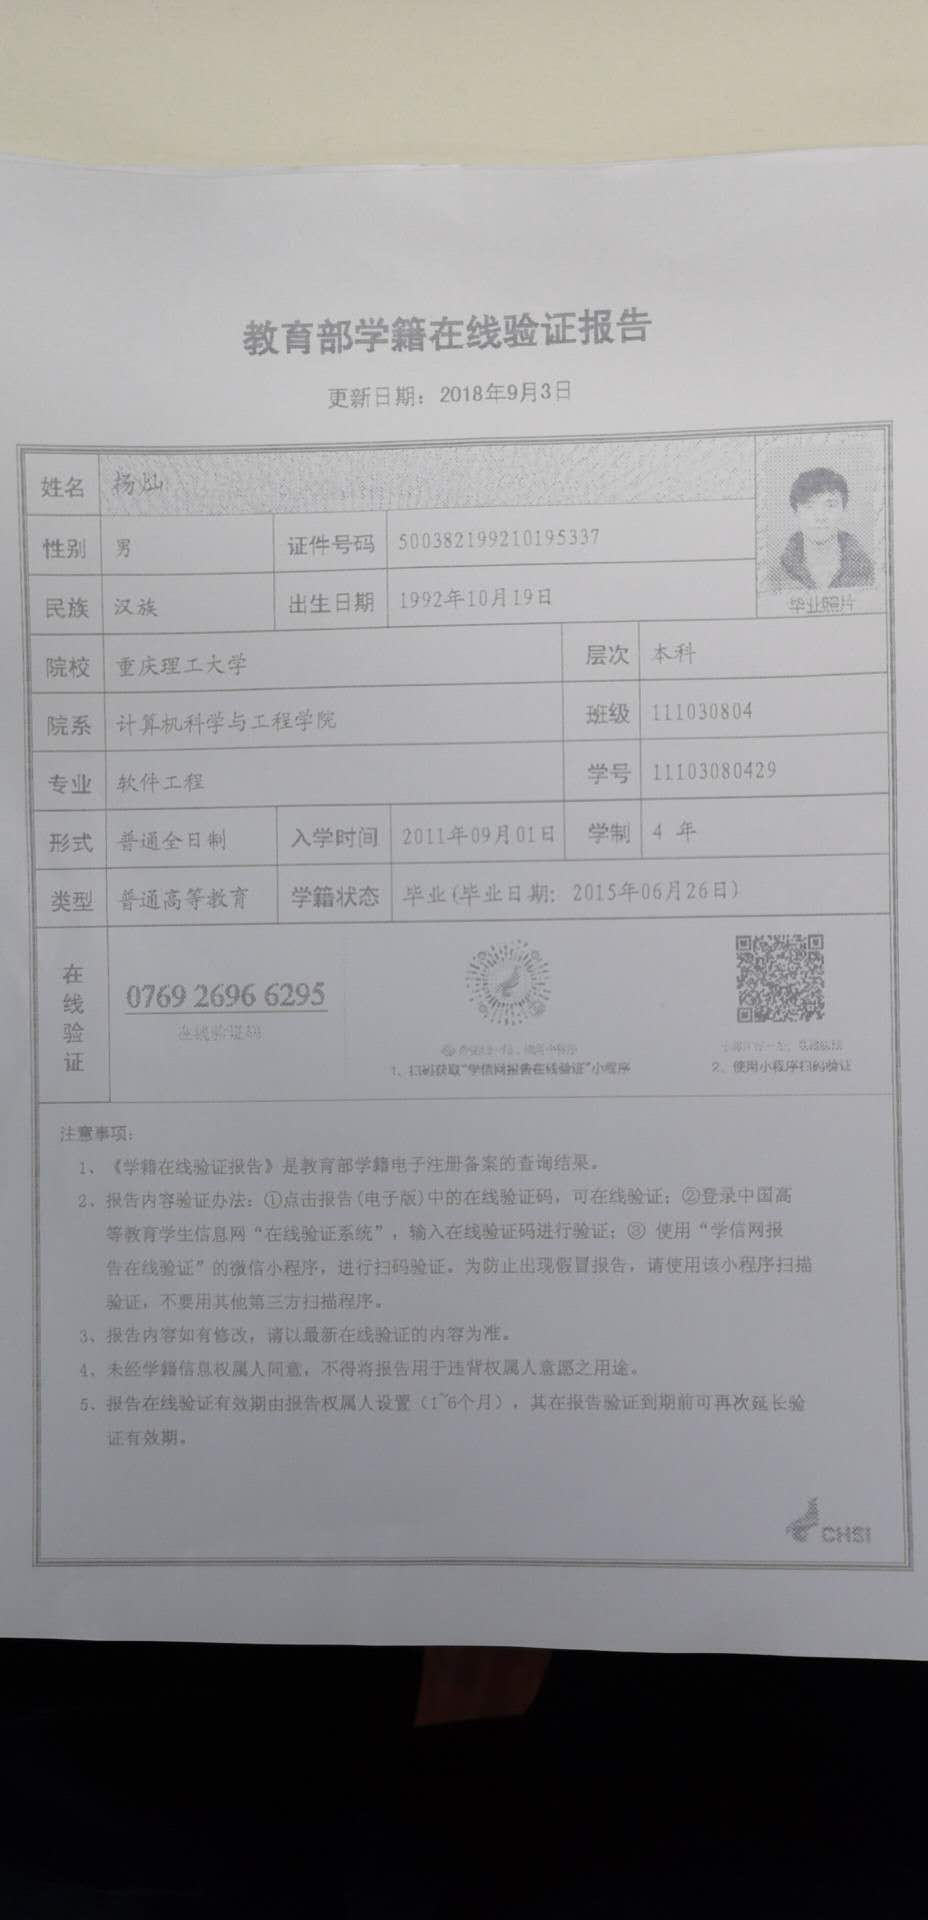 教育部学籍在线验证报告
更新日期：2018年9月3日
姓名 杨灿
性别 男 证件号码 500382199210195337
民族 汉族 出生日期 1992年10月19日
毕业照片
院校 重庆理工大学 层次 本科
院系 计算机科学与工程学院 班级 111030804
专业 软件工程 学号 11103080429
形式 普通全日制 入学时间 2011年09月01日 学制 4 年
类型 普通高等教育 学籍状态 毕业(毕业日期: 2015年06月26日)
在线验证
0769 2696 6295
在线验证码
1、扫码获取“学信网报告在线验证”小程序
2、使用小程序扫码验证
注意事项：
1、《学籍在线验证报告》是教育部学籍电子注册备案的查询结果。
2、报告内容验证办法：①点击报告(电子版)中的在线验证码，可在线验证；②登录中国高
等教育学生信息网“在线验证系统”，输入在线验证码进行验证；③ 使用“学信网报
告在线验证”的微信小程序，进行扫码验证。为防止出现假冒报告，请使用该小程序扫描
验证，不要用其他第三方扫描程序。
3、报告内容如有修改，请以最新在线验证的内容为准。
4、未经学籍信息权属人同意，不得将报告用于违背权属人意愿之用途。
5、报告在线验证有效期由报告权属人设置（1~6个月），其在报告验证到期前可再次延长验
证有效期。
CHSI